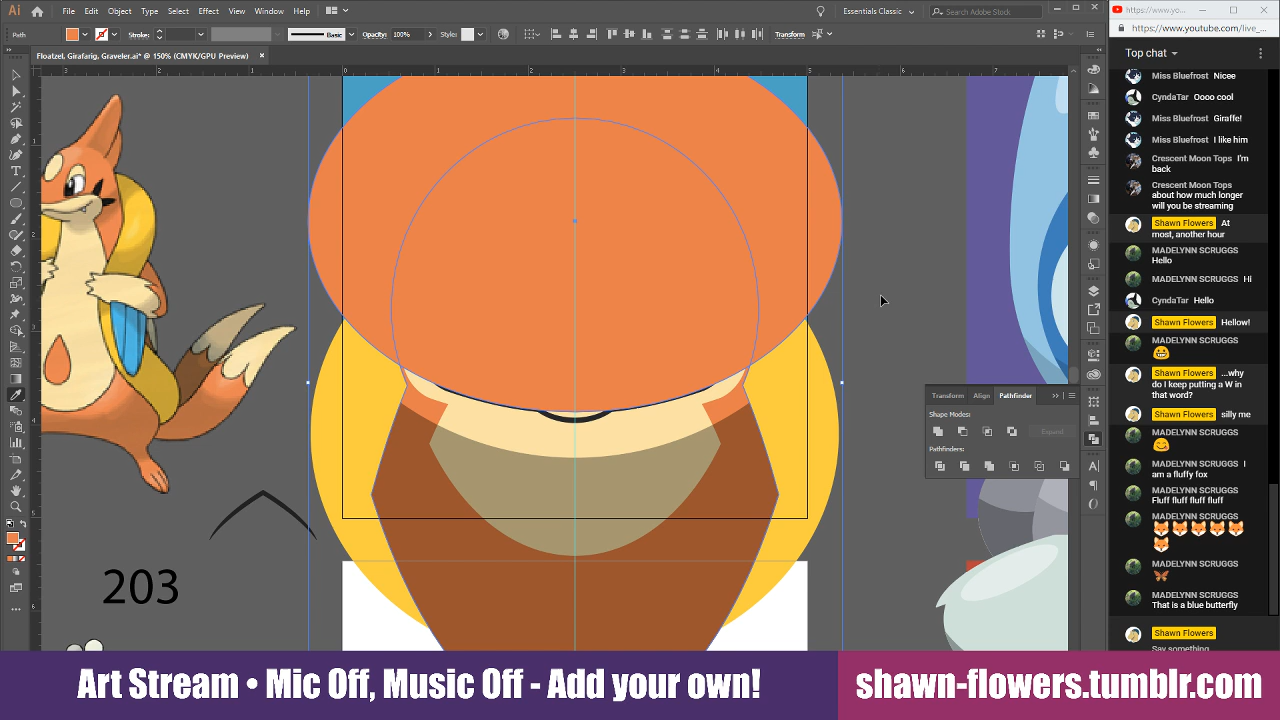 Ai File Edit Object Type Select Effect View Window Help Essentials Classic Search Adobe Stock
Path Stroke: Basic Opacity: 100% Style: Transform
Floatzel, Girafarig, Graveler.ai* @ 150% (CMYK/GPU Preview)
203
Transform Align Pathfinder
Shape Modes:
Expand
Pathfinders:
https://www.yo...
https://www.youtube.com/live_...
Top chat
Miss Bluefrost Nicee
CyndaTar Oooo cool
Miss Bluefrost Giraffe!
Miss Bluefrost I like him
Crescent Moon Tops I'm
back
Crescent Moon Tops
about how much longer
will you be streaming
Shawn Flowers At
most, another hour
MADELYNN SCRUGGS
Hello
MADELYNN SCRUGGS Hi
CyndaTar Hello
Shawn Flowers Hellow!
MADELYNN SCRUGGS
😀
Shawn Flowers ...why
do I keep putting a W in
that word?
Shawn Flowers silly me
MADELYNN SCRUGGS
😋
MADELYNN SCRUGGS I
am a fluffy fox
MADELYNN SCRUGGS
Fluff fluff fluff fluff
MADELYNN SCRUGGS
🦊🦊🦊🦊🦊
🦊
MADELYNN SCRUGGS
🦋
MADELYNN SCRUGGS
That is a blue butterfly
Shawn Flowers
Say something...
Art Stream • Mic Off, Music Off - Add your own!
shawn-flowers.tumblr.com